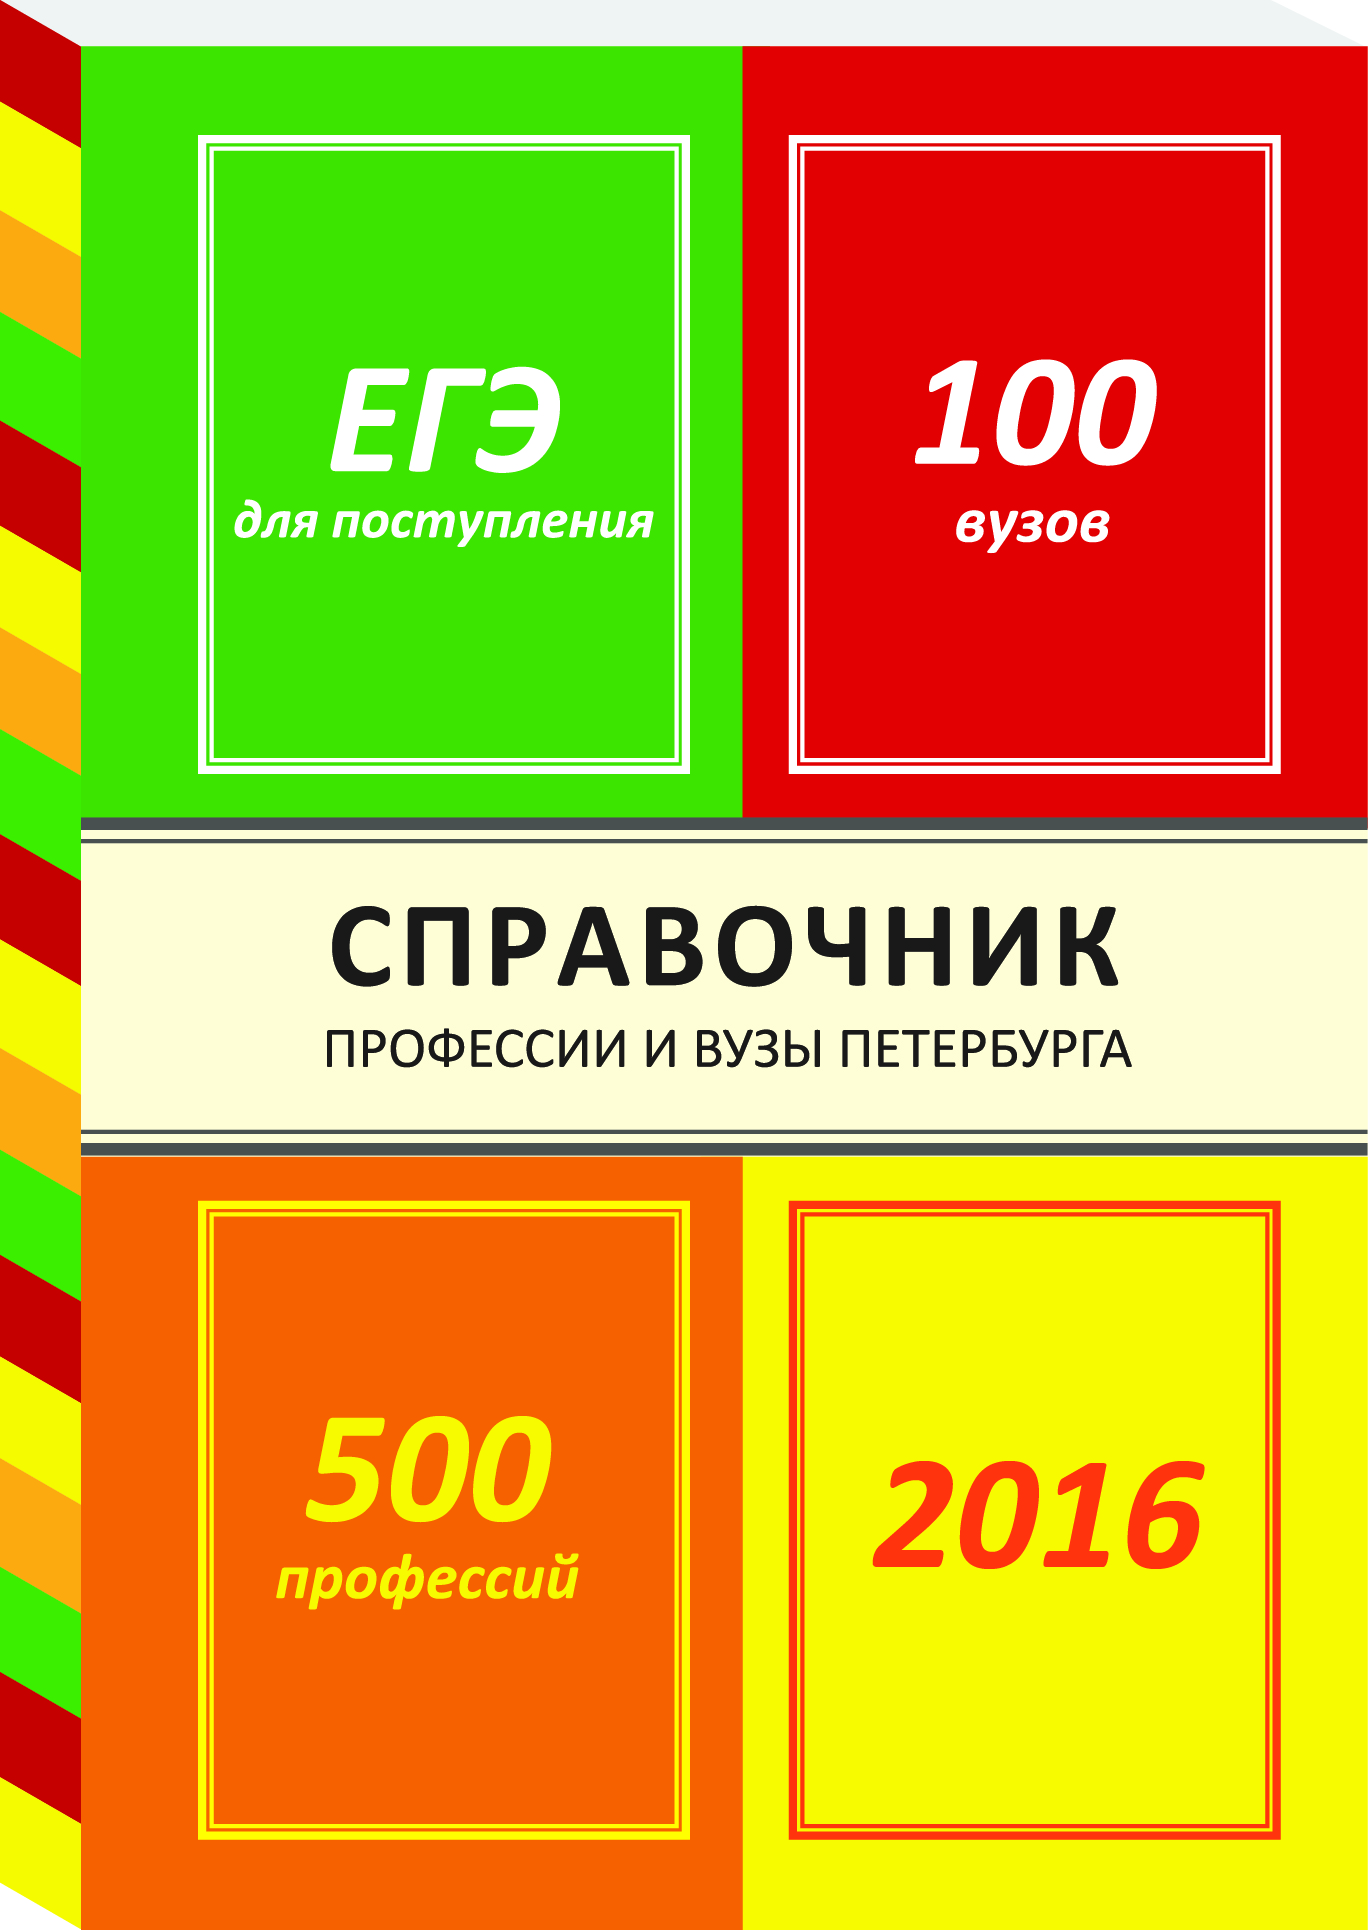 ЕГЭ
для поступления
100
вузов
СПРАВОЧНИК
ПРОФЕССИИ И ВУЗЫ ПЕТЕРБУРГА
500
профессий
2016